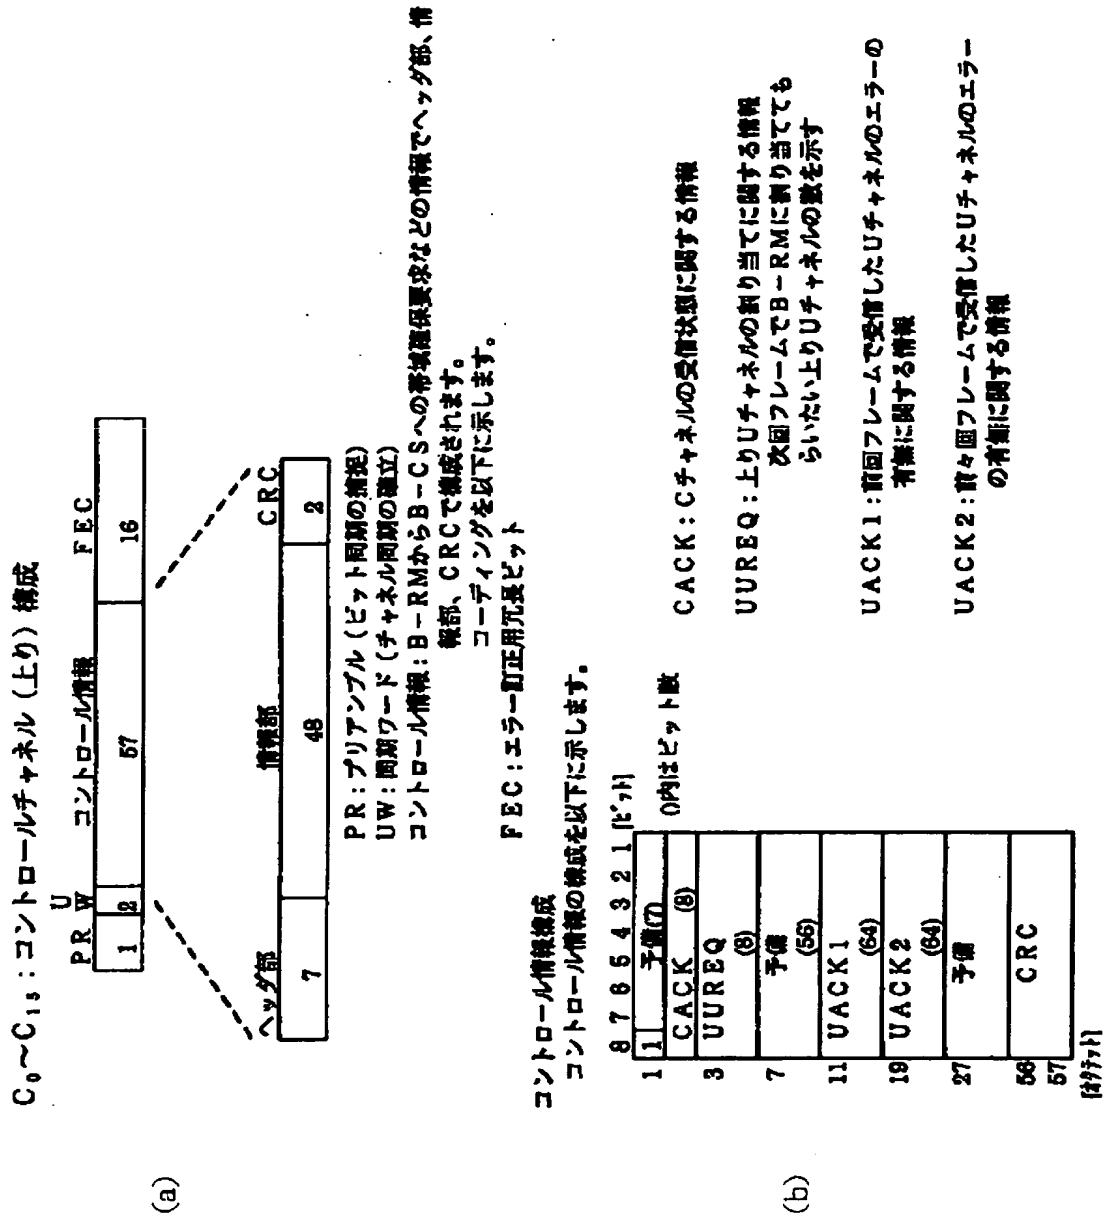 (a)
C₀～C₁₅：コントロールチャネル（上り）構成
PR
U
W
コントロール情報
FEC
1
2
57
16
ヘッダ部
情報部
CRC
7
48
2
PR：プリアンブル（ビット同期の捕捉）
UW：同期ワード（チャネル同期の確立）
コントロール情報：B－RMからB－CSへの帯域確保要求などの情報でヘッダ部、情
報部、CRCで構成されます。
コーディングを以下に示します。
FEC：エラー訂正用冗長ビット
(b)
コントロール情報構成
コントロール情報の構成を以下に示します。
8 7 6 5 4 3 2 1 [ビット]
()内はビット数
1
1
予備(7)
CACK (8)
3
UUREQ (8)
7
予備 (56)
11
UACK1 (64)
19
UACK2 (64)
27
予備
56
CRC
57
[オクテット]
CACK：Cチャネルの受信状態に関する情報
UUREQ：上りUチャネルの割り当てに関する情報
次回フレームでB－RMに割り当てても
らいたい上りUチャネルの数を示す
UACK1：前回フレームで受信したUチャネルのエラーの
有無に関する情報
UACK2：前々回フレームで受信したUチャネルのエラー
の有無に関する情報